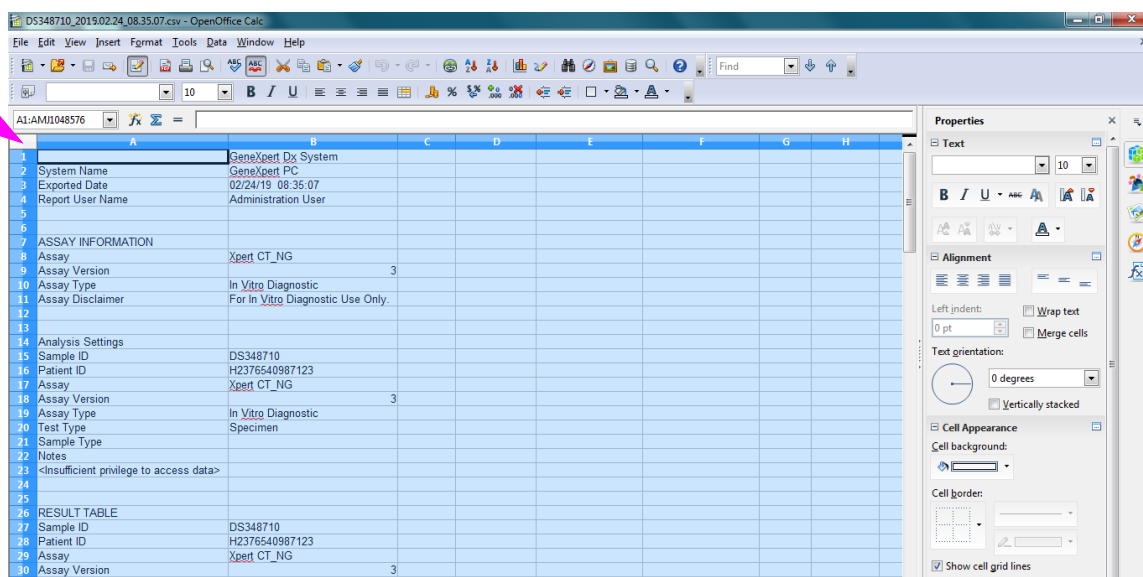 DS348710_2019.02.24_08.35.07.csv - OpenOffice Calc
File Edit View Insert Format Tools Data Window Help
Find
10 B I U
A1:AMJ1048576
A B C D E F G H
1 GeneXpert Dx System
2 System Name GeneXpert PC
3 Exported Date 02/24/19 08:35:07
4 Report User Name Administration User
5
6
7 ASSAY INFORMATION
8 Assay Xpert CT_NG
9 Assay Version 3
10 Assay Type In Vitro Diagnostic
11 Assay Disclaimer For In Vitro Diagnostic Use Only.
12
13
14 Analysis Settings
15 Sample ID DS348710
16 Patient ID H2376540987123
17 Assay Xpert CT_NG
18 Assay Version 3
19 Assay Type In Vitro Diagnostic
20 Test Type Specimen
21 Sample Type
22 Notes
23 <Insufficient privilege to access data>
24
25
26 RESULT TABLE
27 Sample ID DS348710
28 Patient ID H2376540987123
29 Assay Xpert CT_NG
30 Assay Version 3
Properties
Text
10
B I U ABC
Alignment
Left indent:
Wrap text
0 pt
Merge cells
Text orientation:
0 degrees
Vertically stacked
Cell Appearance
Cell background:
Cell border:
Show cell grid lines